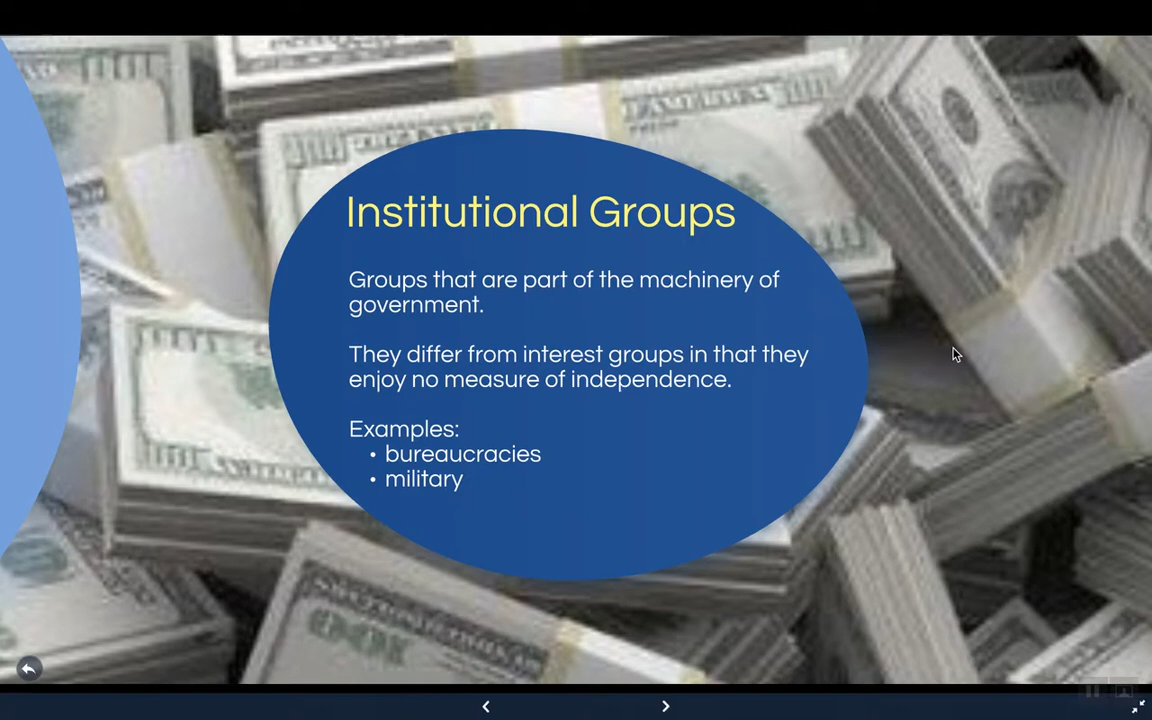 Institutional Groups
Groups that are part of the machinery of
government.
They differ from interest groups in that they
enjoy no measure of independence.
Examples:
• bureaucracies
• military